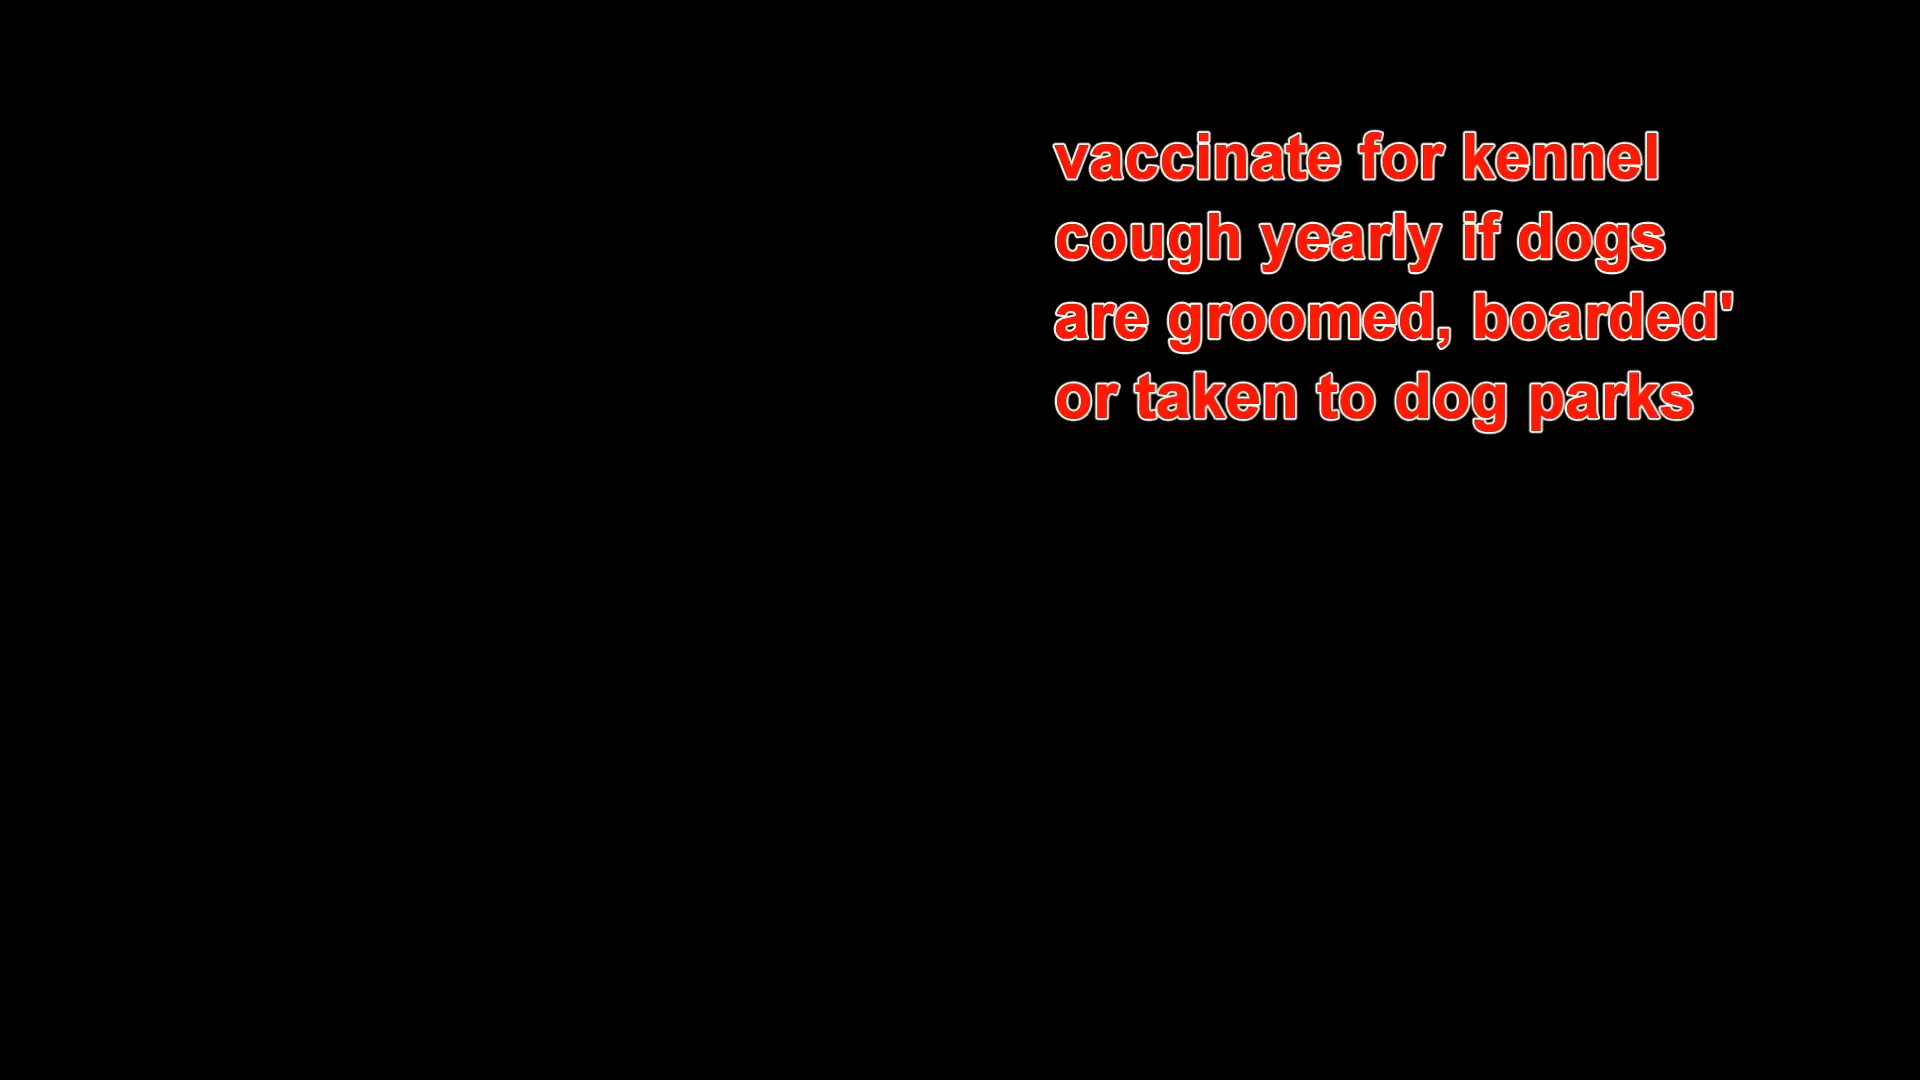 vaccinate for kennel
cough yearly if dogs
are groomed, boarded'
or taken to dog parks